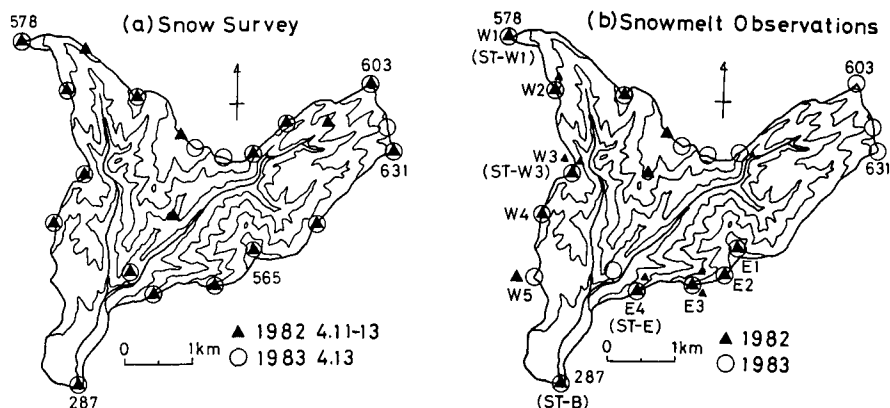 (a) Snow Survey
578
603
4
631
565
▲ 1982 4.11-13
○ 1983 4.13
0 1km
287
(b) Snowmelt Observations
578
W1
(ST-W1)
603
4
W2
W3
(ST-W3)
631
W4
E1
W5
E2
E3
E4
(ST-E)
▲ 1982
○ 1983
0 1km
287
(ST-B)